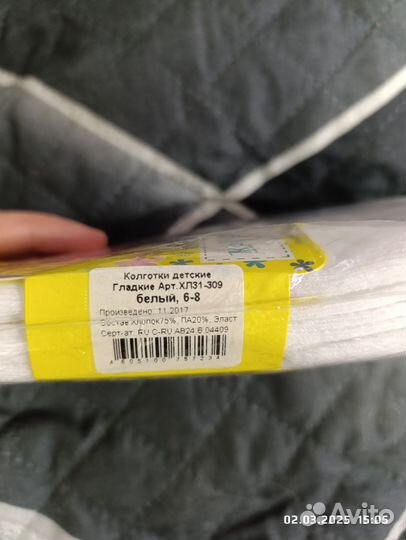 Колготки детские
Гладкие Арт.ХЛ31-309
белый, 6-8
Произведено: 11.2017
Состав:Хлопок75%, ПА20%, Эласт
Серт-ат: RU C-RU.АВ24.В.04409
02.03.2025 15:05
Avito